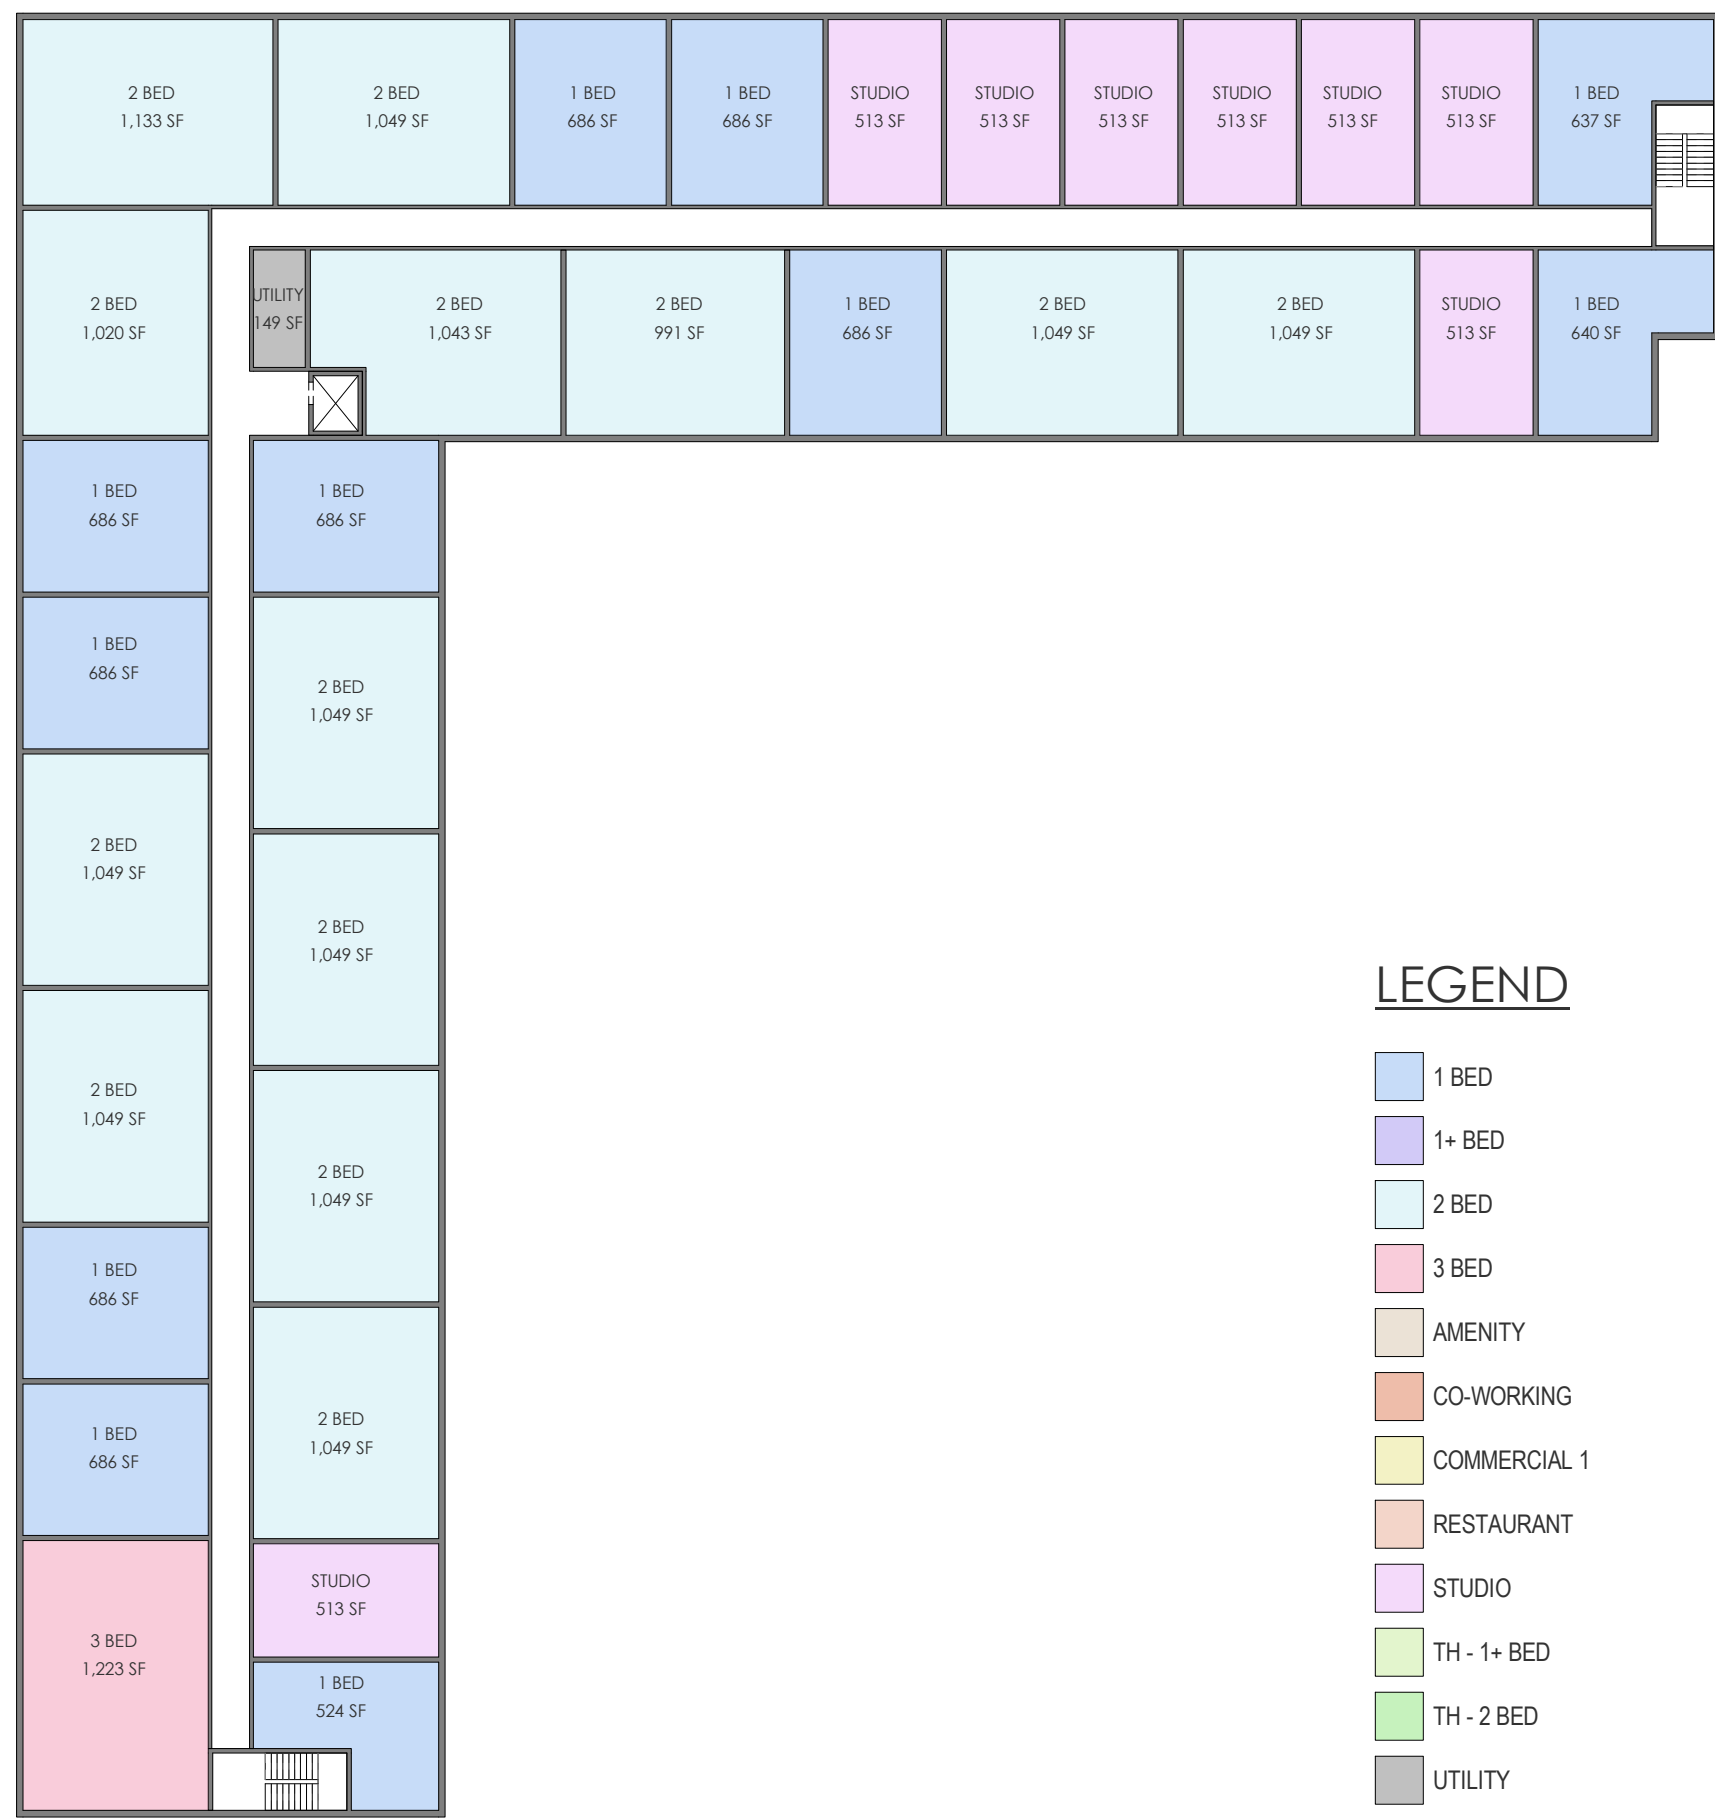 2 BED
1,133 SF
2 BED
1,049 SF
1 BED
686 SF
1 BED
686 SF
STUDIO
513 SF
STUDIO
513 SF
STUDIO
513 SF
STUDIO
513 SF
STUDIO
513 SF
STUDIO
513 SF
1 BED
637 SF
2 BED
1,020 SF
UTILITY
149 SF
2 BED
1,043 SF
2 BED
991 SF
1 BED
686 SF
2 BED
1,049 SF
2 BED
1,049 SF
STUDIO
513 SF
1 BED
640 SF
1 BED
686 SF
1 BED
686 SF
1 BED
686 SF
2 BED
1,049 SF
2 BED
1,049 SF
2 BED
1,049 SF
2 BED
1,049 SF
2 BED
1,049 SF
1 BED
686 SF
1 BED
686 SF
2 BED
1,049 SF
3 BED
1,223 SF
STUDIO
513 SF
1 BED
524 SF
LEGEND
1 BED
1+ BED
2 BED
3 BED
AMENITY
CO-WORKING
COMMERCIAL 1
RESTAURANT
STUDIO
TH - 1+ BED
TH - 2 BED
UTILITY